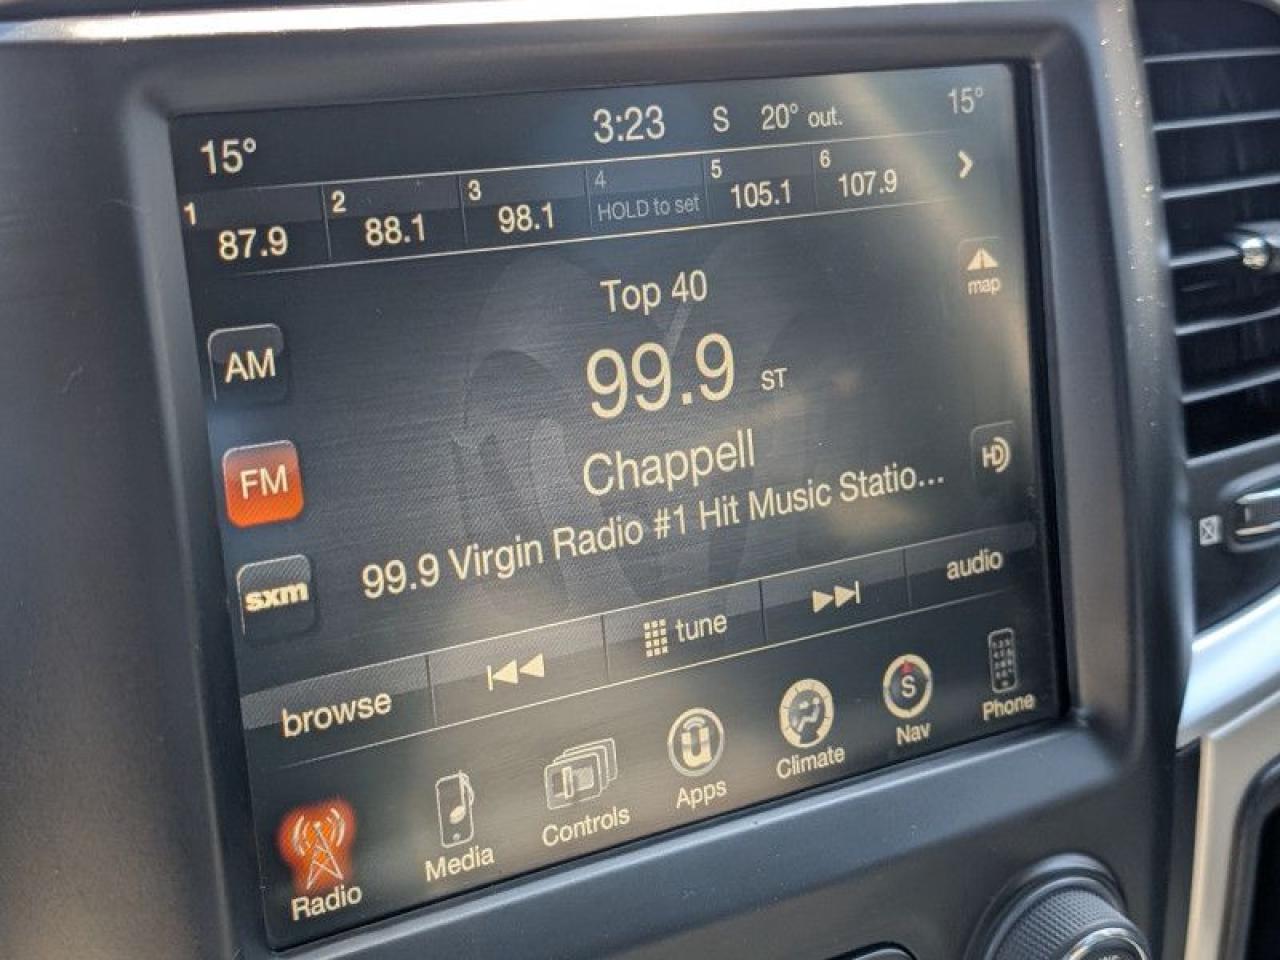 15° 3:23 S 20° out. 15°
1 87.9 2 88.1 3 98.1 4 HOLD to set 5 105.1 6 107.9
Top 40
map
AM
99.9 ST
FM
Chappell
HD
99.9 Virgin Radio #1 Hit Music Statio...
sxm
browse tune audio
Radio Media Controls Apps Climate S Nav Phone